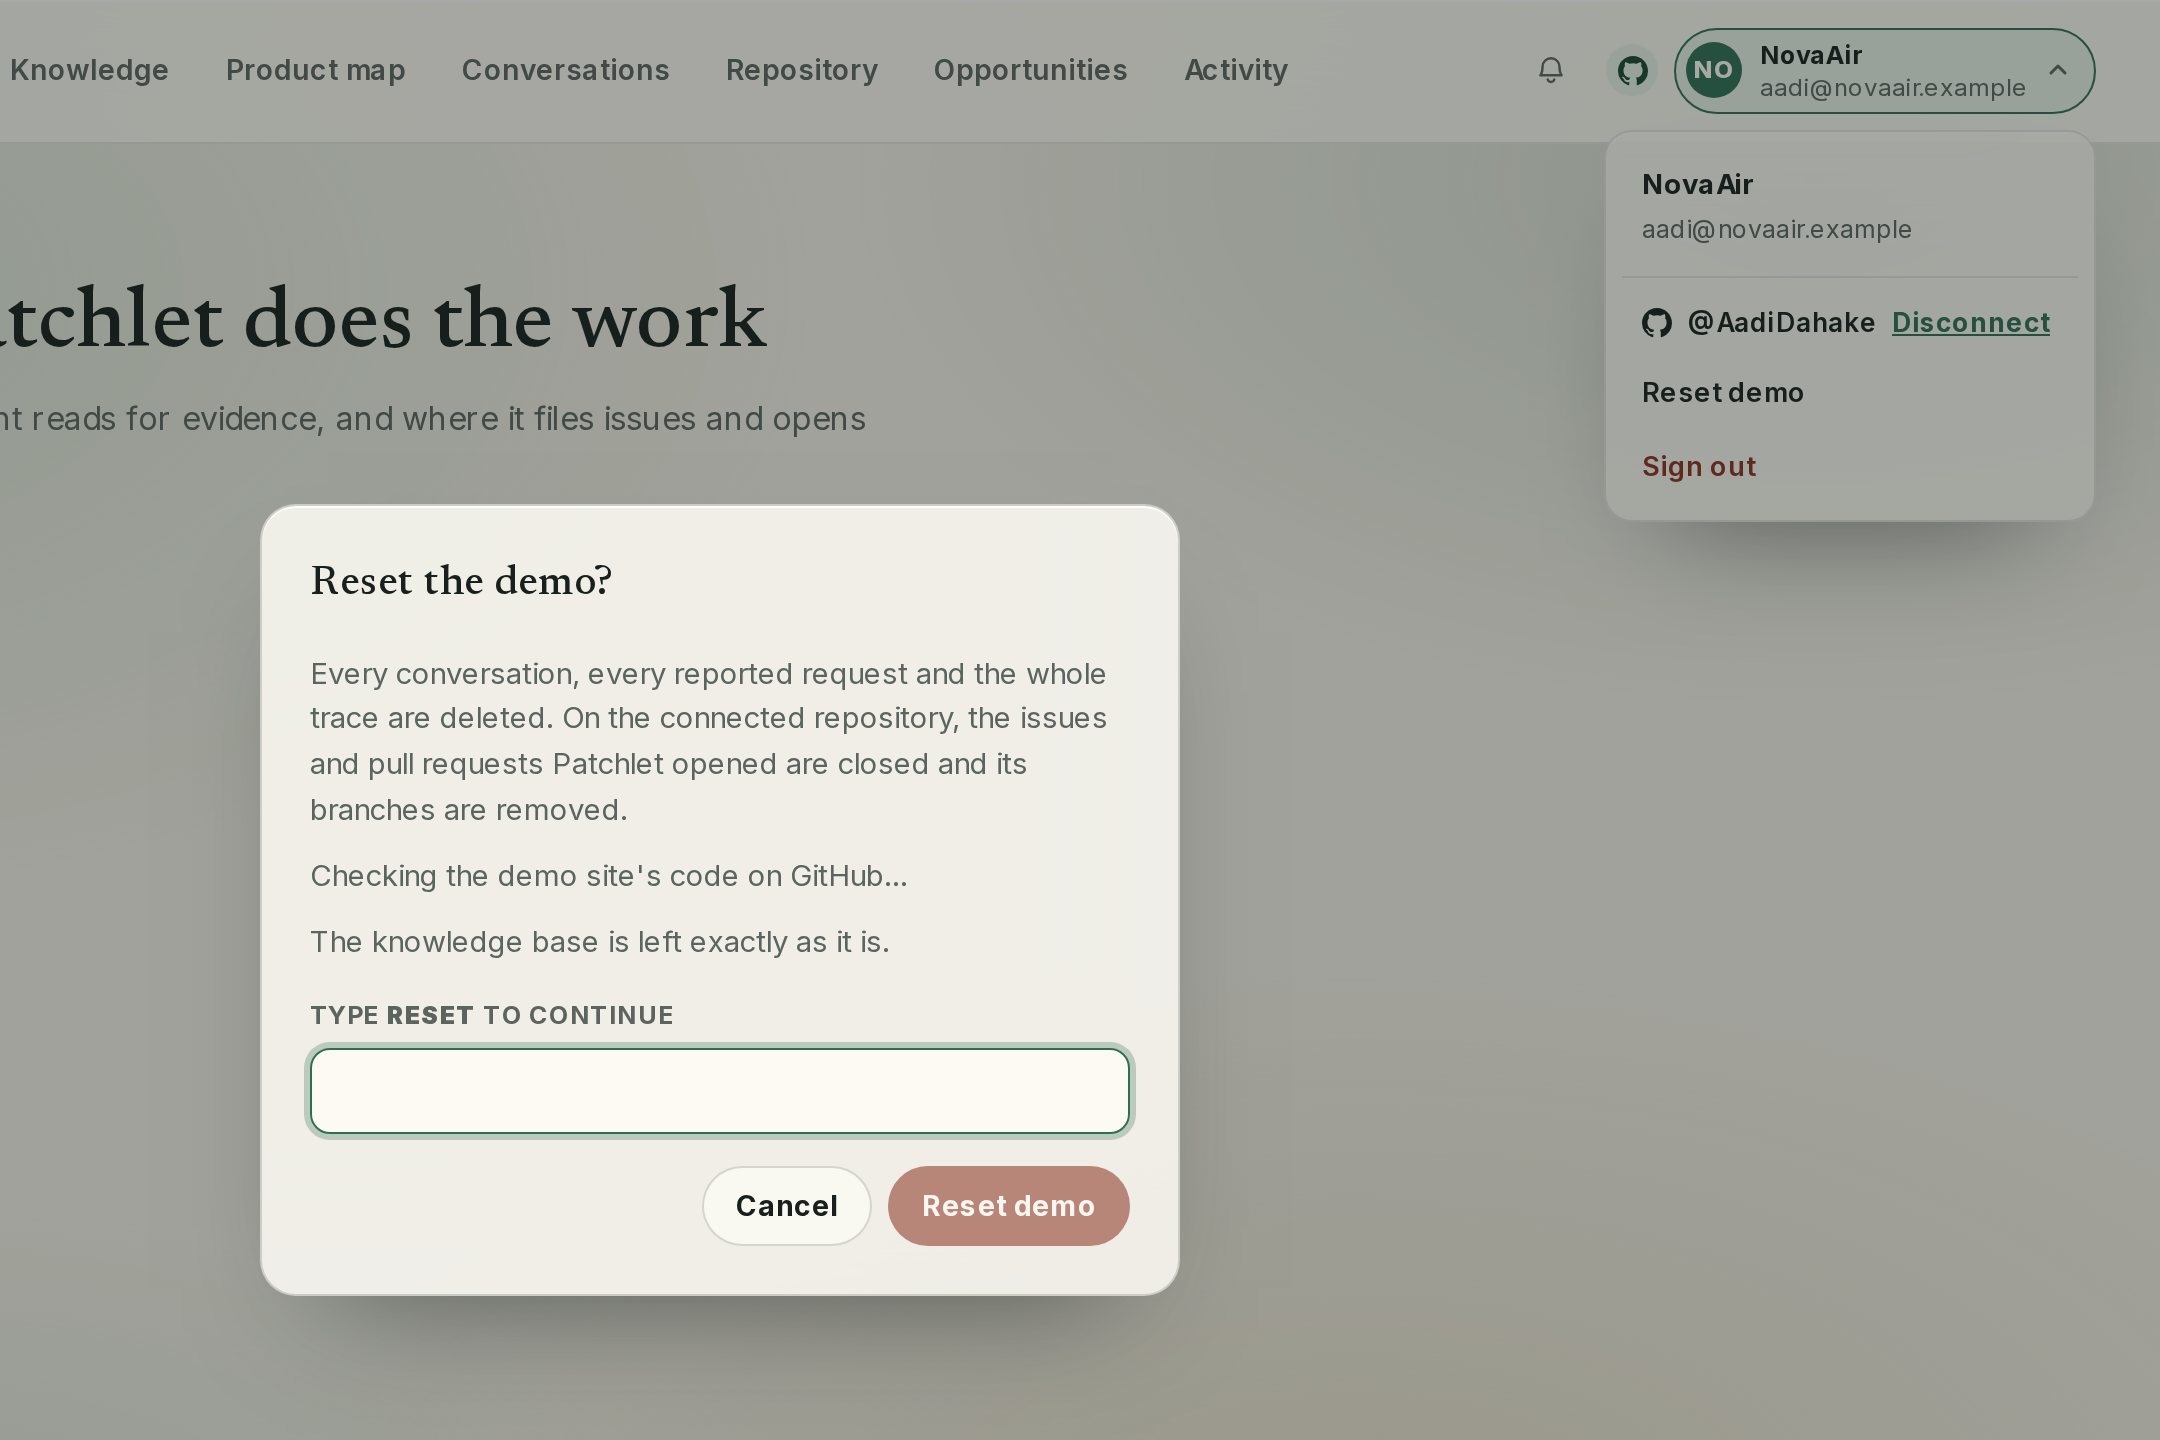 Knowledge Product map Conversations Repository Opportunities Activity
NO NovaAir
aadi@novaair.example
NovaAir
aadi@novaair.example
@AadiDahake Disconnect
Reset demo
Sign out
tchlet does the work
nt reads for evidence, and where it files issues and opens
Reset the demo?
Every conversation, every reported request and the whole
trace are deleted. On the connected repository, the issues
and pull requests Patchlet opened are closed and its
branches are removed.
Checking the demo site's code on GitHub...
The knowledge base is left exactly as it is.
TYPE RESET TO CONTINUE
Cancel Reset demo